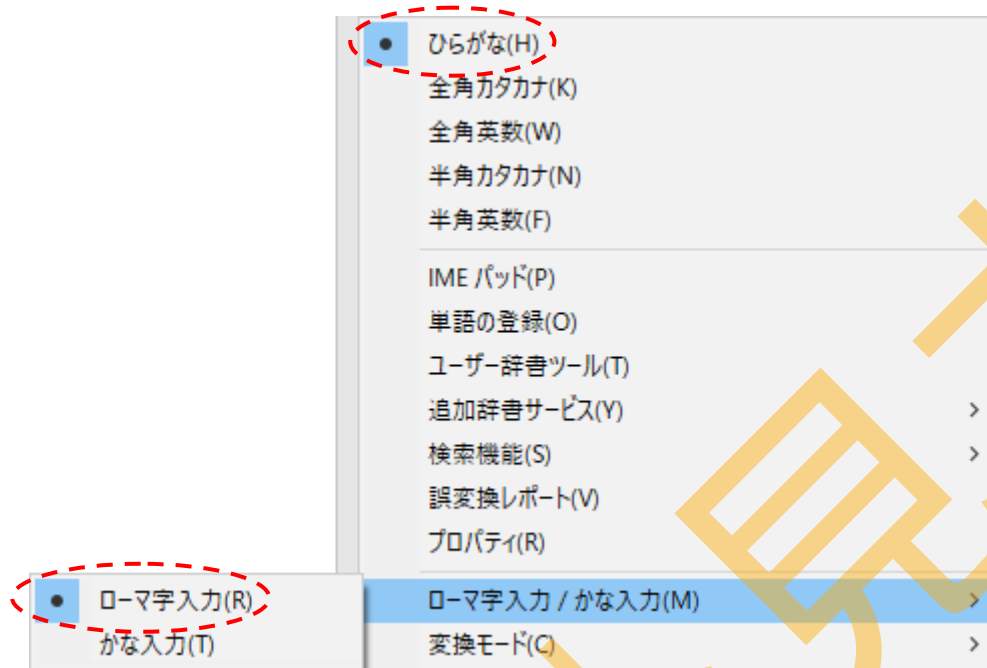 ひらがな(H)
全角カタカナ(K)
全角英数(W)
半角カタカナ(N)
半角英数(F)
IME パッド(P)
単語の登録(O)
ユーザー辞書ツール(T)
追加辞書サービス(Y)
検索機能(S)
誤変換レポート(V)
プロパティ(R)
ローマ字入力 / かな入力(M)
変換モード(C)
ローマ字入力(R)
かな入力(T)